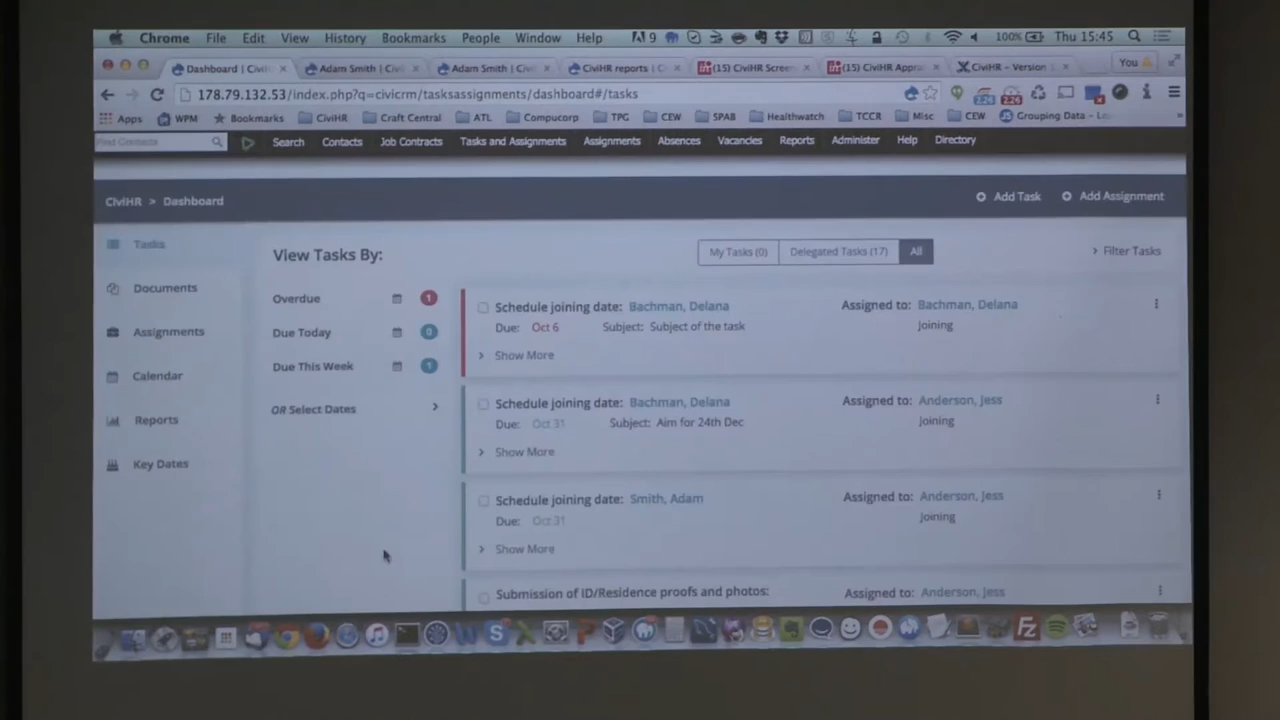 Chrome File Edit View History Bookmarks People Window Help 9 100% Thu 15:45
Dashboard | Civi Adam Smith | Civi Adam Smith | Civi CiviHR reports | C (15) CiviHR Scree (15) CiviHR Appra CiviHR - Version You
178.79.132.53/index.php?q=civicrm/tasksassignments/dashboard#/tasks
Apps WPM Bookmarks CiviHR Craft Central ATL Compucorp TPG CEW SPAB Healthwatch TCCR Misc CEW Grouping Data - Le
Find Contacts Search Contacts Job Contracts Tasks and Assignments Assignments Absences Vacancies Reports Administer Help Directory
CiviHR > Dashboard Add Task Add Assignment
Tasks
Documents
Assignments
Calendar
Reports
Key Dates
View Tasks By:
Overdue 1
Due Today 0
Due This Week 1
OR Select Dates
My Tasks (0) Delegated Tasks (17) All
Filter Tasks
Schedule joining date: Bachman, Delana Assigned to: Bachman, Delana
Due: Oct 6 Subject: Subject of the task Joining
Show More
Schedule joining date: Bachman, Delana Assigned to: Anderson, Jess
Due: Oct 31 Subject: Aim for 24th Dec Joining
Show More
Schedule joining date: Smith, Adam Assigned to: Anderson, Jess
Due: Oct 31 Joining
Show More
Submission of ID/Residence proofs and photos: Assigned to: Anderson, Jess